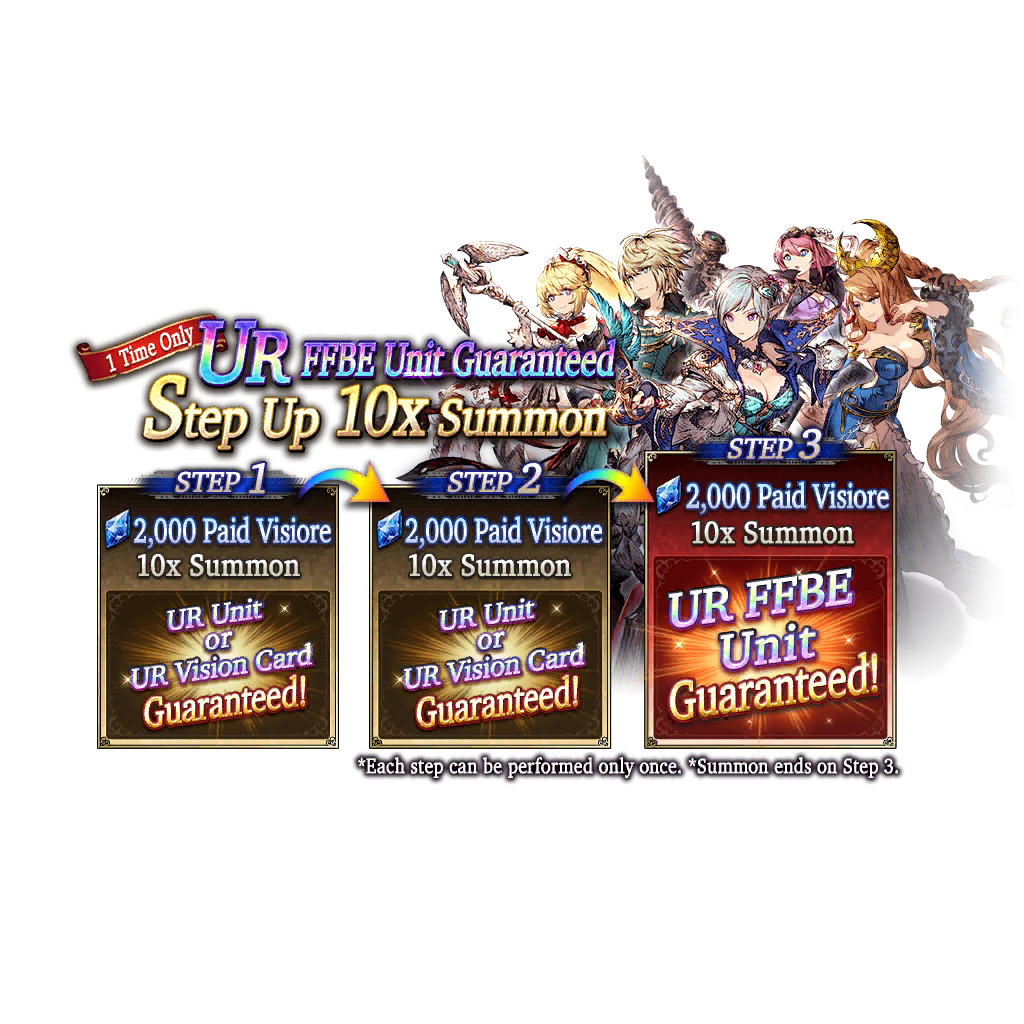 1 Time Only
UR FFBE Unit Guaranteed
Step Up 10x Summon
STEP 1
2,000 Paid Visiore
10x Summon
UR Unit
or
UR Vision Card
Guaranteed!
STEP 2
2,000 Paid Visiore
10x Summon
UR Unit
or
UR Vision Card
Guaranteed!
STEP 3
2,000 Paid Visiore
10x Summon
UR FFBE
Unit
Guaranteed!
*Each step can be performed only once. *Summon ends on Step 3.